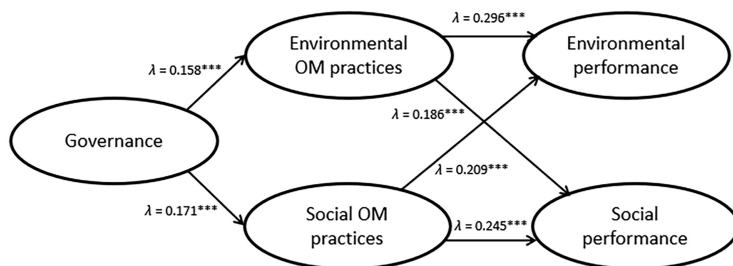 Environmental
OM practices
λ = 0.296***
Environmental
performance
λ = 0.158***
λ = 0.186***
Governance
λ = 0.209***
λ = 0.171***
Social OM
practices
λ = 0.245***
Social
performance